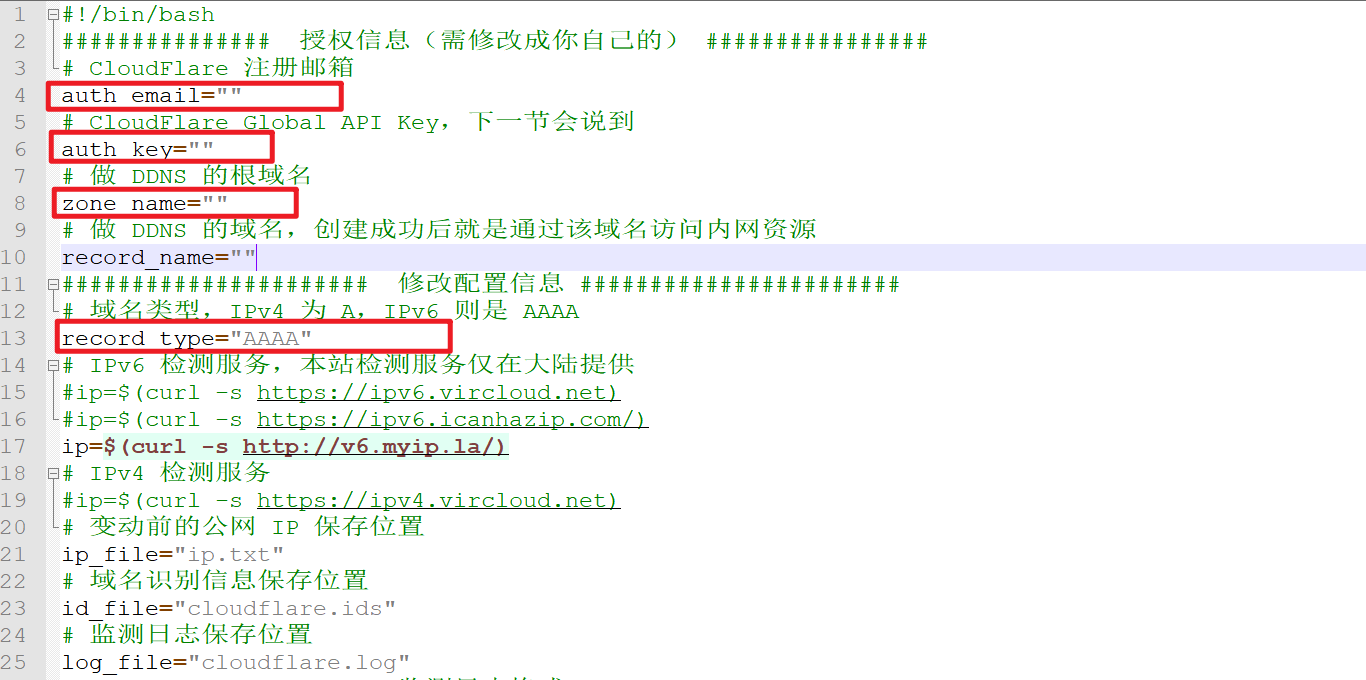 1 #!/bin/bash
2 ############### 授权信息（需修改成你自己的） ################
3 # CloudFlare 注册邮箱
4 auth_email=""
5 # CloudFlare Global API Key，下一节会说到
6 auth_key=""
7 # 做 DDNS 的根域名
8 zone_name=""
9 # 做 DDNS 的域名，创建成功后就是通过该域名访问内网资源
10 record_name=""
11 ###################### 修改配置信息 #######################
12 # 域名类型，IPv4 为 A，IPv6 则是 AAAA
13 record_type="AAAA"
14 # IPv6 检测服务，本站检测服务仅在大陆提供
15 #ip=$(curl -s https://ipv6.vircloud.net)
16 #ip=$(curl -s https://ipv6.icanhazip.com/)
17 ip=$(curl -s http://v6.myip.la/)
18 # IPv4 检测服务
19 #ip=$(curl -s https://ipv4.vircloud.net)
20 # 变动前的公网 IP 保存位置
21 ip_file="ip.txt"
22 # 域名识别信息保存位置
23 id_file="cloudflare.ids"
24 # 监测日志保存位置
25 log_file="cloudflare.log"